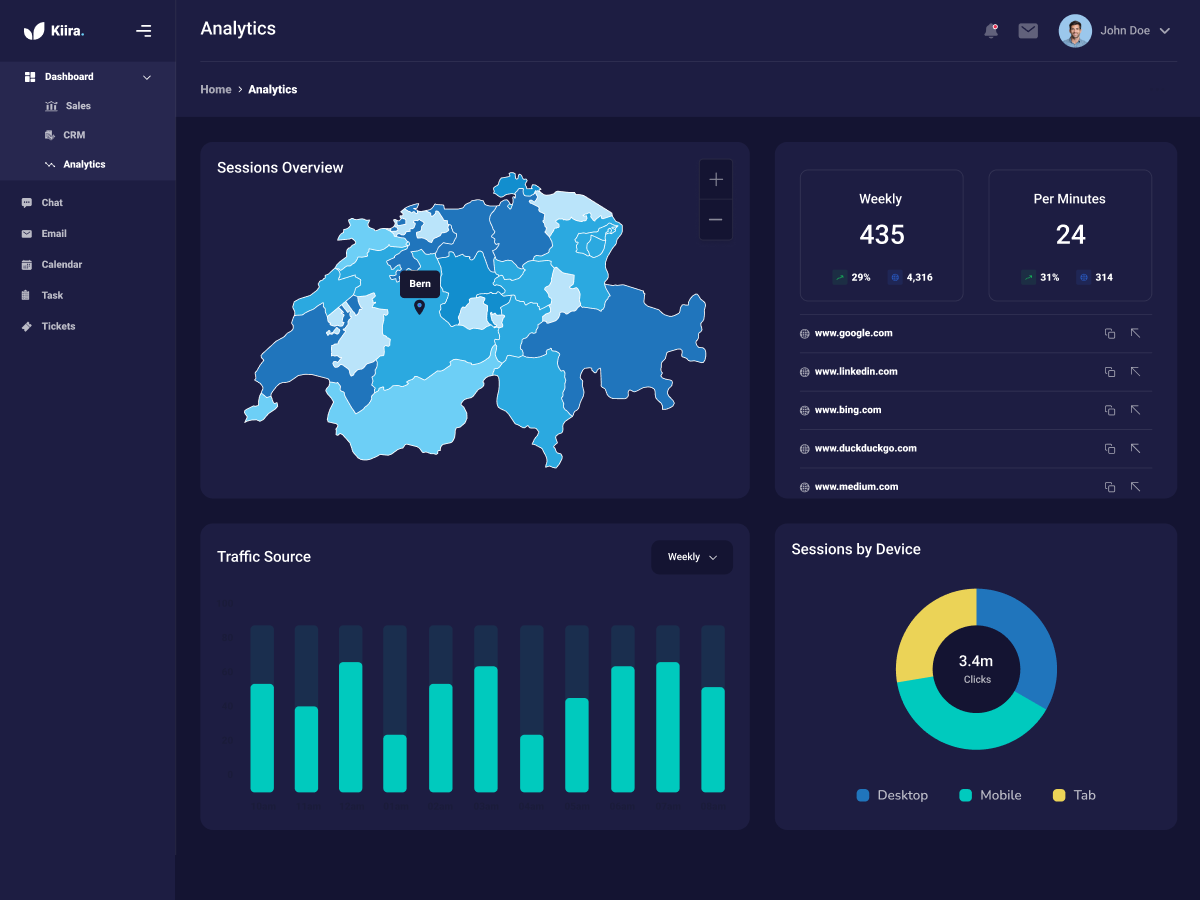 Kiira.
Dashboard
Sales
CRM
Analytics
Chat
Email
Calendar
Task
Tickets
Analytics
John Doe
Home > Analytics
Sessions Overview
+
−
Bern
Weekly
435
29% 4,316
Per Minutes
24
31% 314
www.google.com
www.linkedin.com
www.bing.com
www.duckduckgo.com
www.medium.com
Traffic Source
Weekly
Sessions by Device
3.4m
Clicks
Desktop Mobile Tab